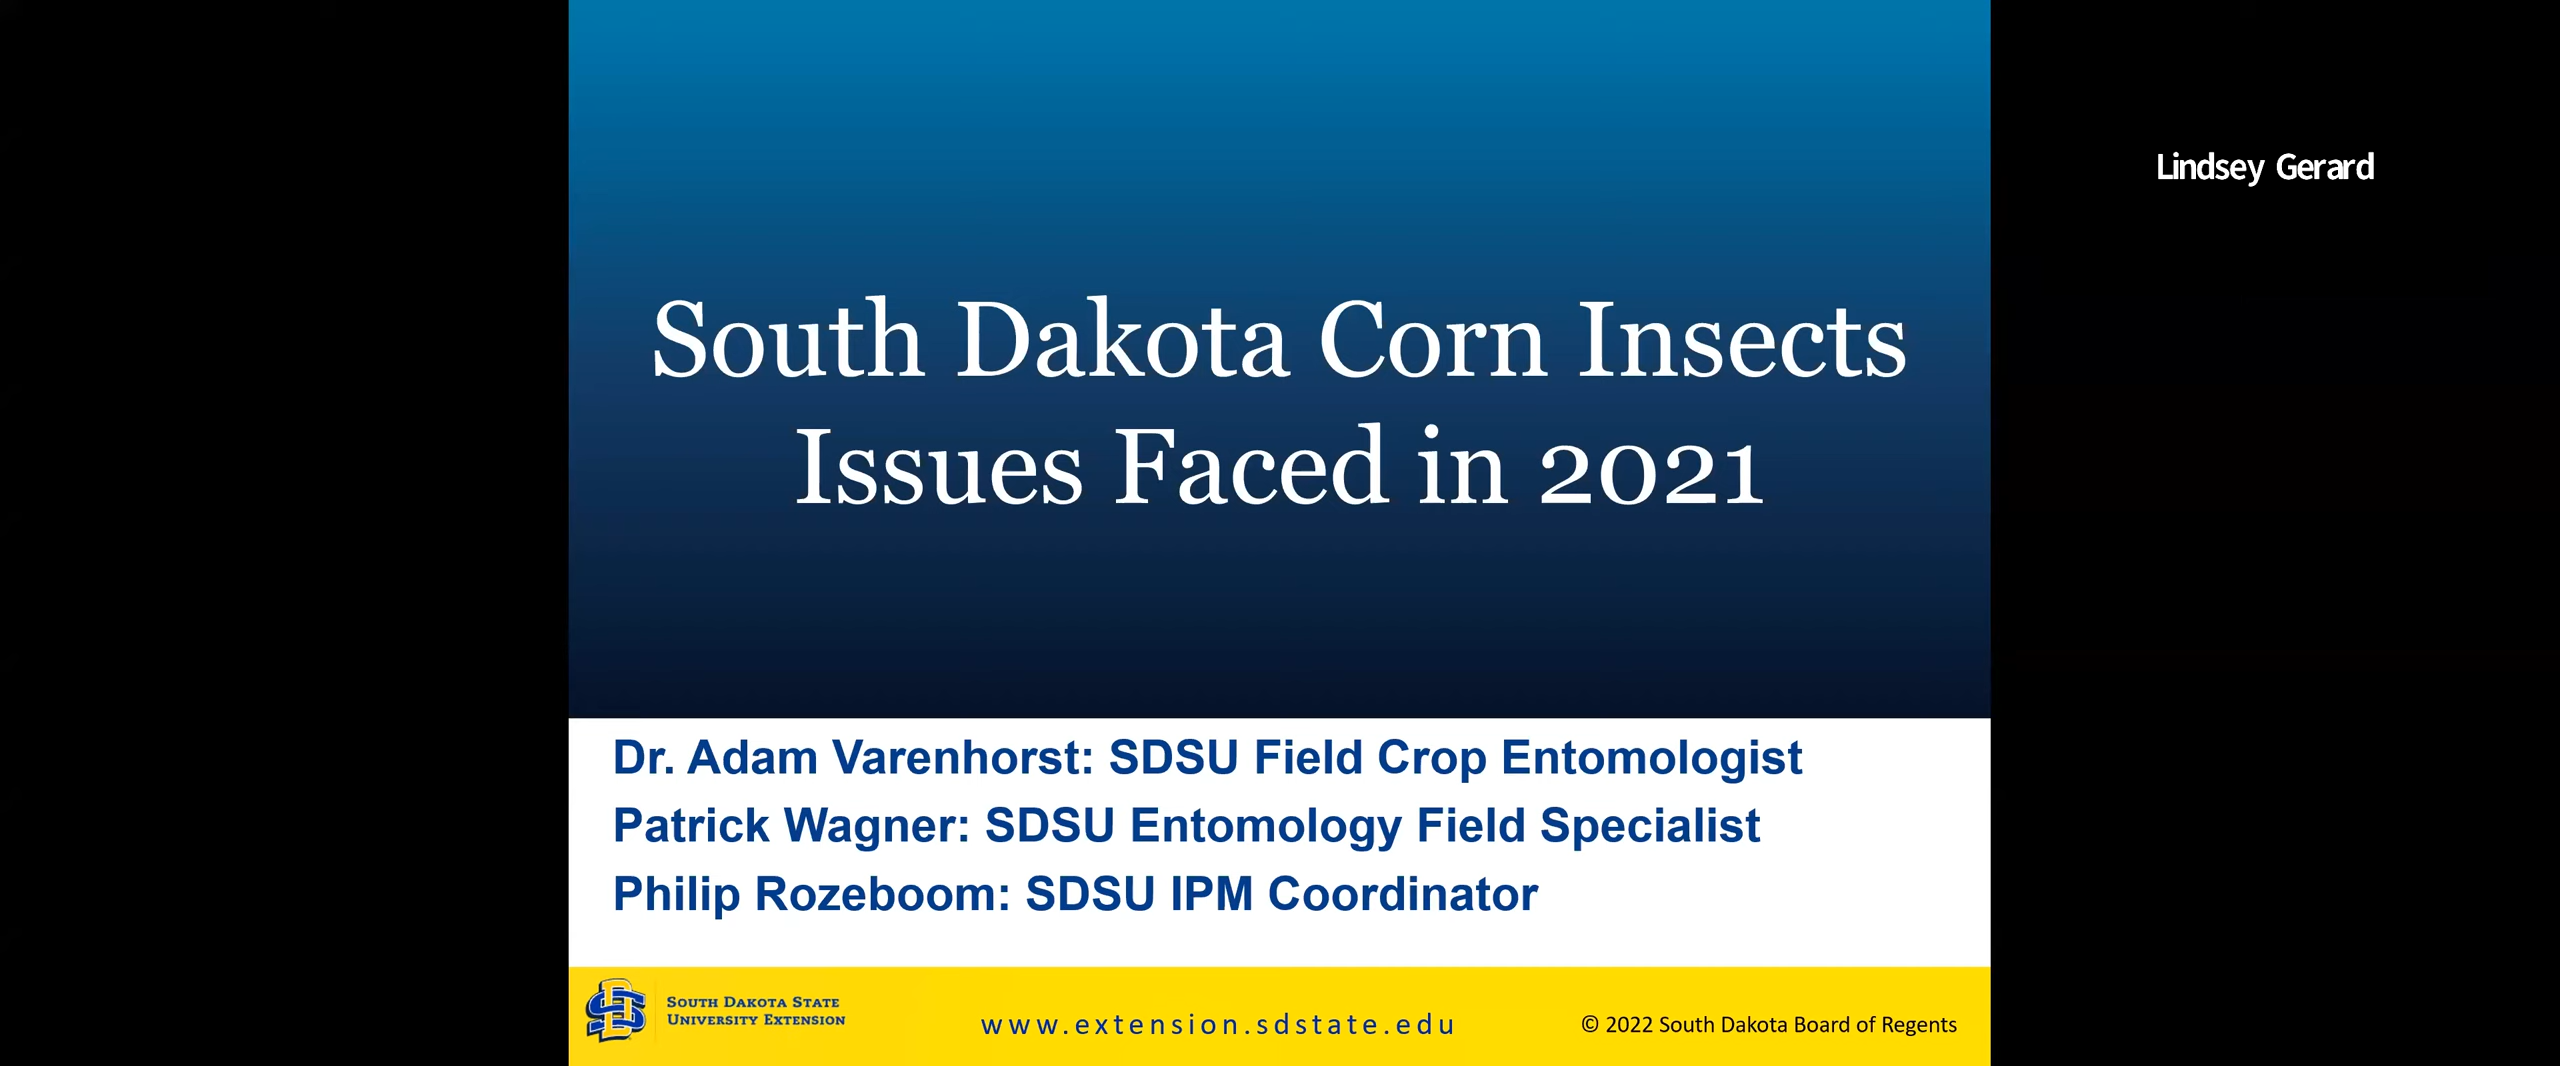 South Dakota Corn Insects
Issues Faced in 2021
Lindsey Gerard
Dr. Adam Varenhorst: SDSU Field Crop Entomologist
Patrick Wagner: SDSU Entomology Field Specialist
Philip Rozeboom: SDSU IPM Coordinator
SD
South Dakota State
University Extension
www.extension.sdstate.edu
© 2022 South Dakota Board of Regents